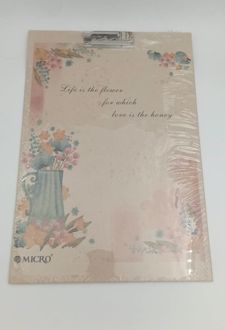 Life is the flower
for which
love is the honey
MICRO®